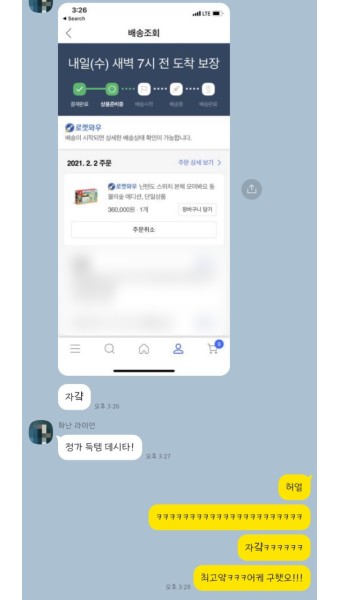 3:26
LTE
◀ Search
배송조회
내일(수) 새벽 7시 전 도착 보장
결제완료 상품준비중 배송시작 배송중 배송완료
로켓와우
배송이 시작되면 상세한 배송상태 확인이 가능합니다.
2021. 2. 2 주문 주문 상세 보기 >
로켓와우 닌텐도 스위치 본체 모여봐요 동
물의숲 에디션, 단일상품
360,000원 · 1개 장바구니 담기
주문취소
자갘
오후 3:26
하난 라이언
정가 득템 데시타!
오후 3:27
허얼
ㅋㅋㅋㅋㅋㅋㅋㅋㅋㅋㅋㅋㅋㅋㅋㅋㅋㅋㅋㅋㅋㅋ
자갘ㅋㅋㅋㅋㅋㅋ
최고악ㅋㅋㅋ어케 구햇오!!!
오후 3:28